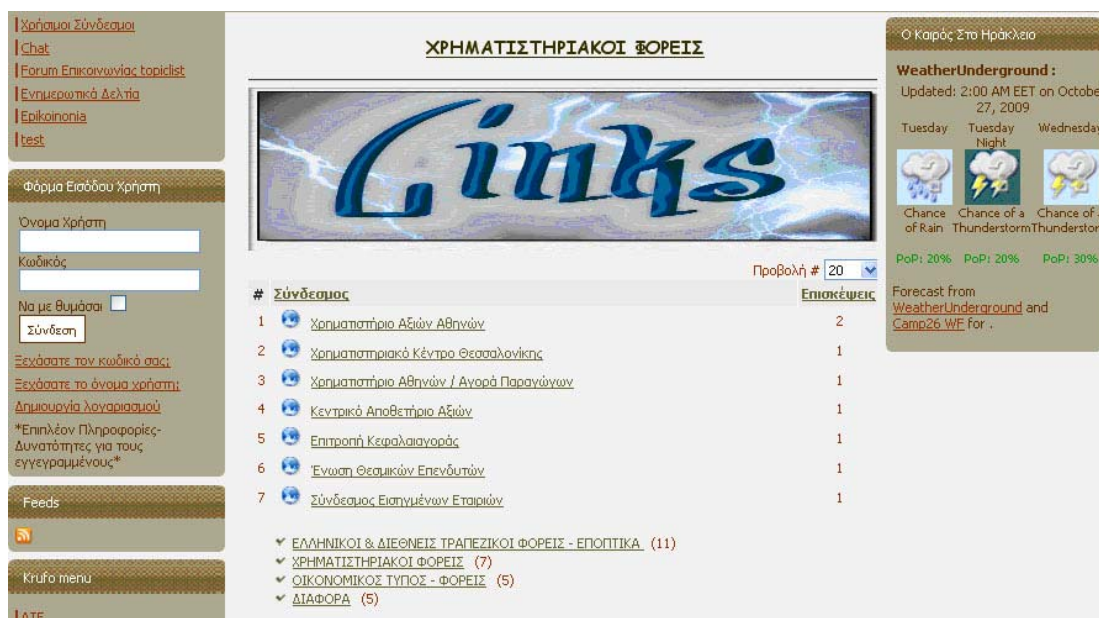 Χρήσιμοι Σύνδεσμοι
Chat
Forum Επικοινωνίας topiclist
Ενημερωτικά Δελτία
Epikoinonia
test
Φόρμα Εισόδου Χρήστη
Όνομα Χρήστη
Κωδικός
Να με θυμάσαι
Σύνδεση
Ξεχάσατε τον κωδικό σας;
Ξεχάσατε το όνομα χρήστη;
Δημιουργία λογαριασμού
*Επιπλέον Πληροφορίες-
Δυνατότητες για τους
εγγεγραμμένους*
Feeds
Krufo menu
ΑΤΕ
ΧΡΗΜΑΤΙΣΤΗΡΙΑΚΟΙ ΦΟΡΕΙΣ
Links
Προβολή # 20
# Σύνδεσμος Επισκέψεις
1 Χρηματιστήριο Αξιών Αθηνών 2
2 Χρηματιστηριακό Κέντρο Θεσσαλονίκης 1
3 Χρηματιστήριο Αθηνών / Αγορά Παραγώγων 1
4 Κεντρικό Αποθετήριο Αξιών 1
5 Επιτροπή Κεφαλαιαγοράς 1
6 Ένωση Θεσμικών Επενδυτών 1
7 Σύνδεσμος Εισηγμένων Εταιριών 1
ΕΛΛΗΝΙΚΟΙ & ΔΙΕΘΝΕΙΣ ΤΡΑΠΕΖΙΚΟΙ ΦΟΡΕΙΣ - ΕΠΟΠΤΙΚΑ (11)
ΧΡΗΜΑΤΙΣΤΗΡΙΑΚΟΙ ΦΟΡΕΙΣ (7)
ΟΙΚΟΝΟΜΙΚΟΣ ΤΥΠΟΣ - ΦΟΡΕΙΣ (5)
ΔΙΑΦΟΡΑ (5)
Ο Καιρός Στο Ηράκλειο
WeatherUnderground :
Updated: 2:00 AM EET on Octobe
27, 2009
Tuesday Tuesday Wednesday
Night
Chance Chance of a Chance of
of Rain Thunderstorm Thunderstor
PoP: 20% PoP: 20% PoP: 30%
Forecast from
WeatherUnderground and
Camp26 WF for .